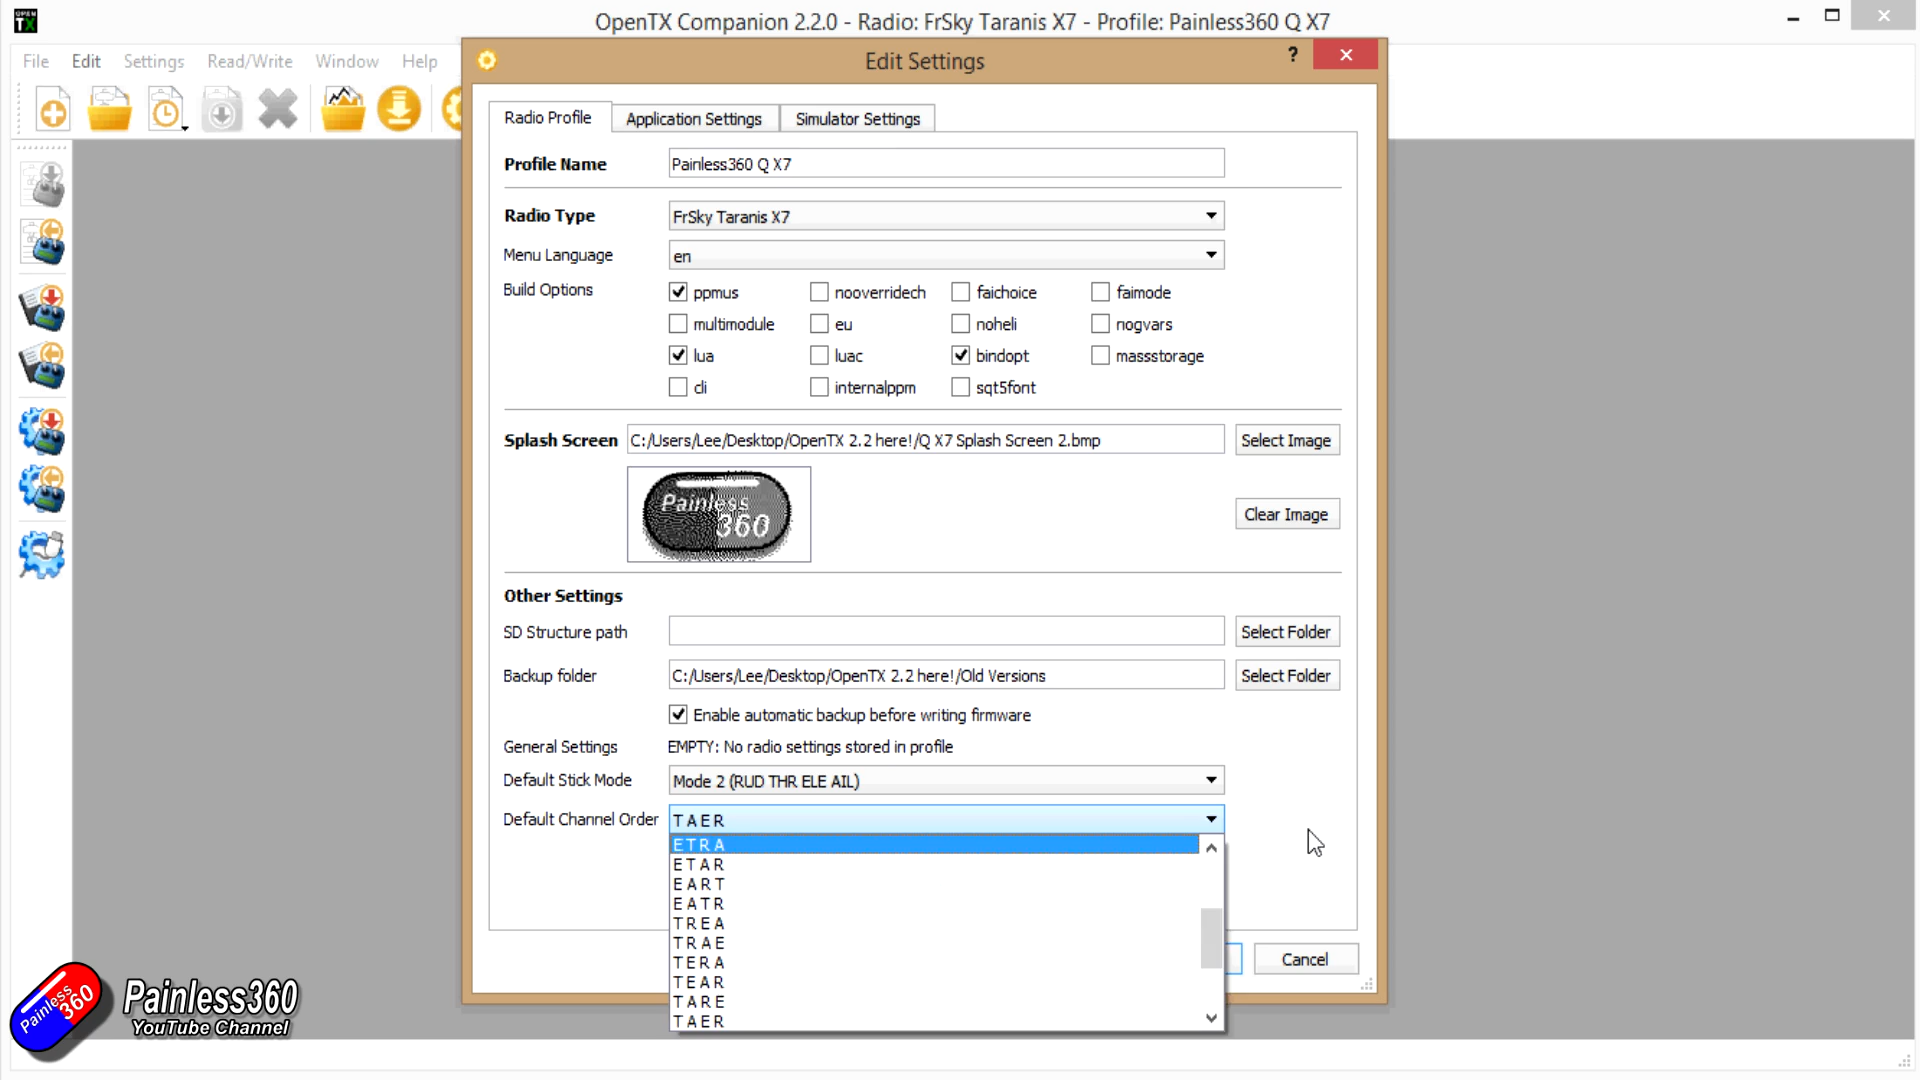 OpenTX Companion 2.2.0 - Radio: FrSky Taranis X7 - Profile: Painless360 Q X7
File Edit Settings Read/Write Window Help
Edit Settings
?
Radio Profile Application Settings Simulator Settings
Profile Name Painless360 Q X7
Radio Type FrSky Taranis X7
Menu Language en
Build Options ppmus nooverridech faichoice faimode
multimodule eu noheli nogvars
lua luac bindopt massstorage
cli internalppm sqt5font
Splash Screen C:/Users/Lee/Desktop/OpenTX 2.2 here!/Q X7 Splash Screen 2.bmp Select Image
Painless
360
Clear Image
Other Settings
SD Structure path Select Folder
Backup folder C:/Users/Lee/Desktop/OpenTX 2.2 here!/Old Versions Select Folder
Enable automatic backup before writing firmware
General Settings EMPTY: No radio settings stored in profile
Default Stick Mode Mode 2 (RUD THR ELE AIL)
Default Channel Order T A E R
E T R A
E T A R
E A R T
E A T R
T R E A
T R A E
T E R A
T E A R
T A R E
T A E R
Cancel
Painless
360
Painless360
YouTube Channel